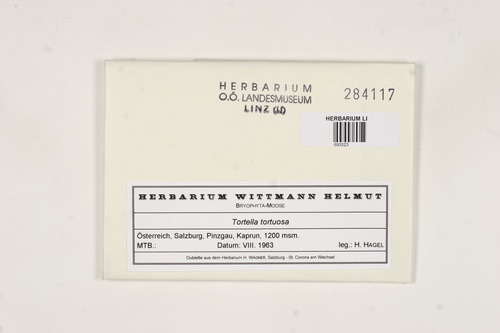 HERBARIUM
O.Ö. LANDESMUSEUM
LINZ
284117
HERBARIUM LI
HERBARIUM WITTMANN HELMUT
BRYOPHYTA-MOOSE
Tortella tortuosa
Österreich, Salzburg, Pinzgau, Kaprun, 1200 msm.
MTB.: Datum: VIII. 1963 leg.: H. HAGEL
Dublette aus dem Herbarium H. WAGNER, Salzburg - St. Corona am Wechsel